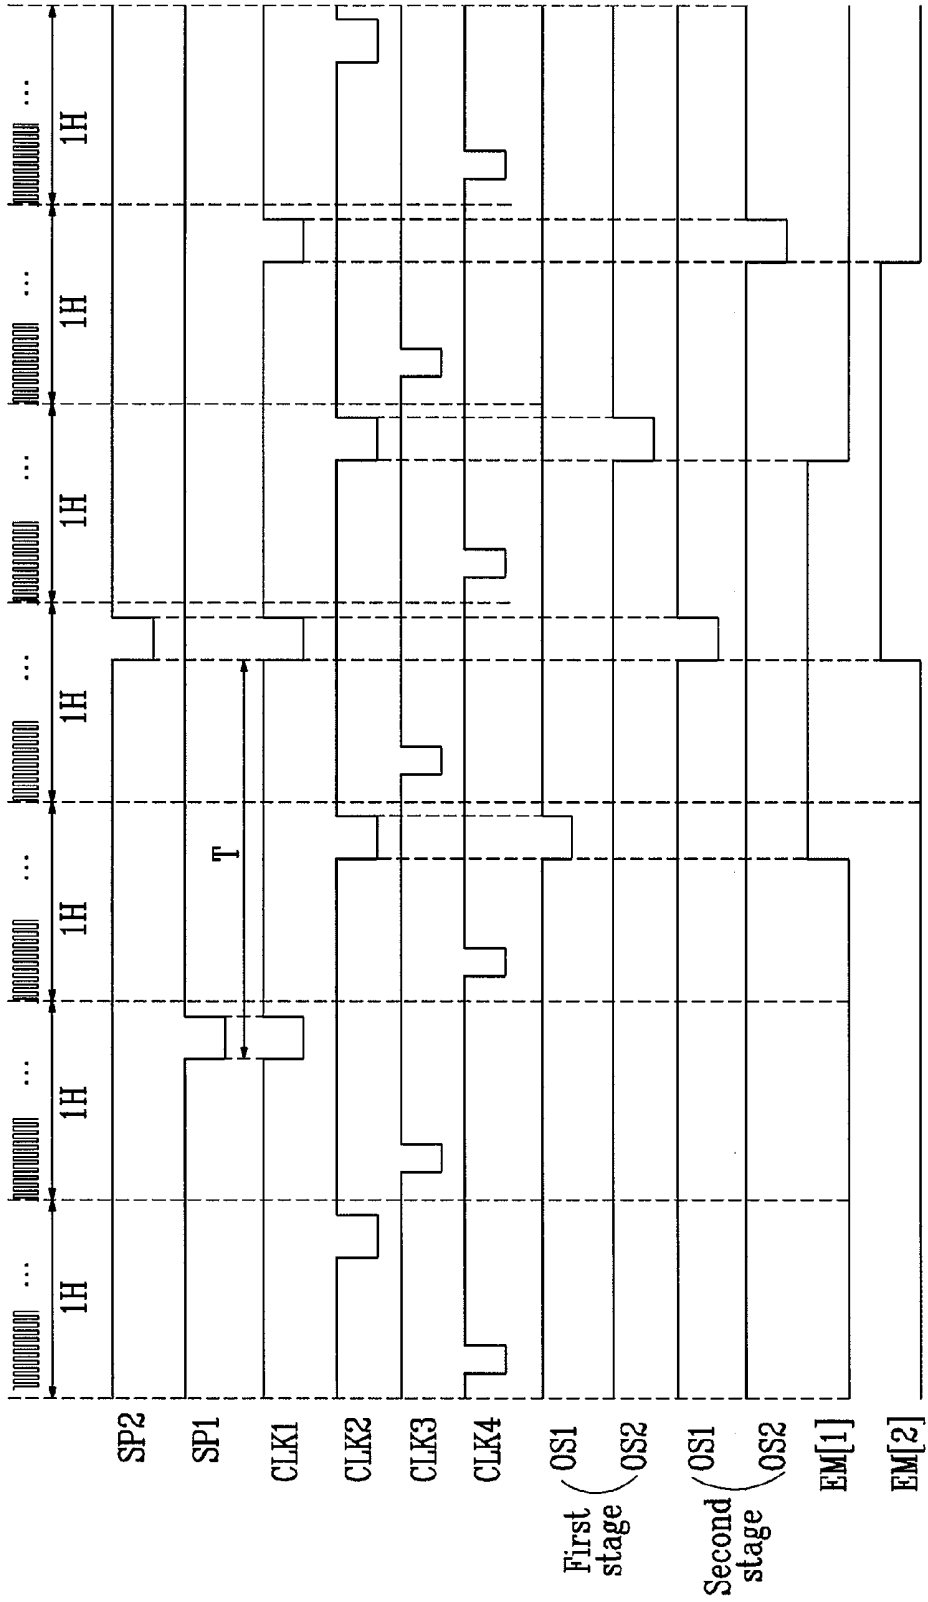 1H 1H 1H 1H 1H 1H 1H
... ... ... ... ... ... ...
SP2
SP1
T
CLK1
CLK2
CLK3
CLK4
First stage
OS1
OS2
Second stage
OS1
OS2
EM[1]
EM[2]